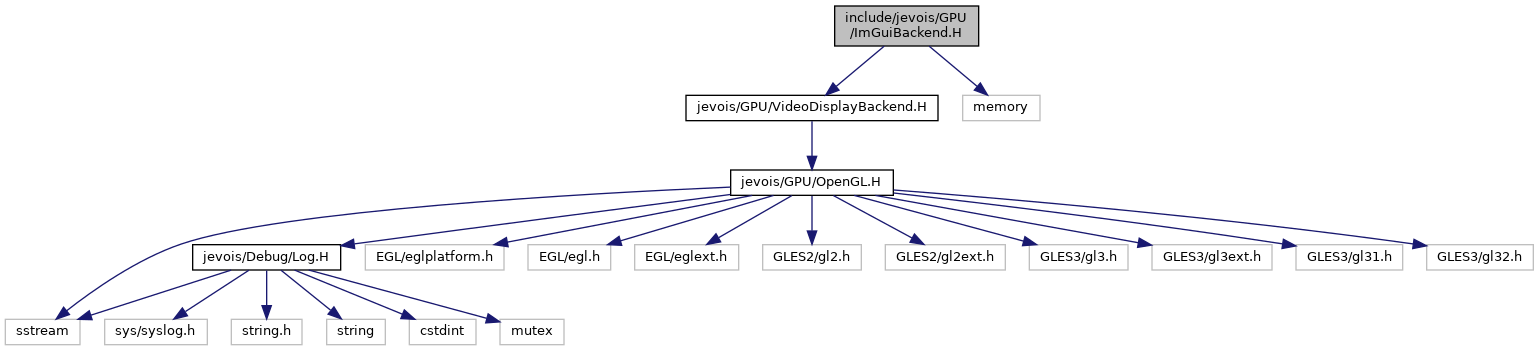 include/jevois/GPU
/ImGuiBackend.H
jevois/GPU/VideoDisplayBackend.H
memory
jevois/GPU/OpenGL.H
jevois/Debug/Log.H
EGL/eglplatform.h
EGL/egl.h
EGL/eglext.h
GLES2/gl2.h
GLES2/gl2ext.h
GLES3/gl3.h
GLES3/gl3ext.h
GLES3/gl31.h
GLES3/gl32.h
sstream
sys/syslog.h
string.h
string
cstdint
mutex